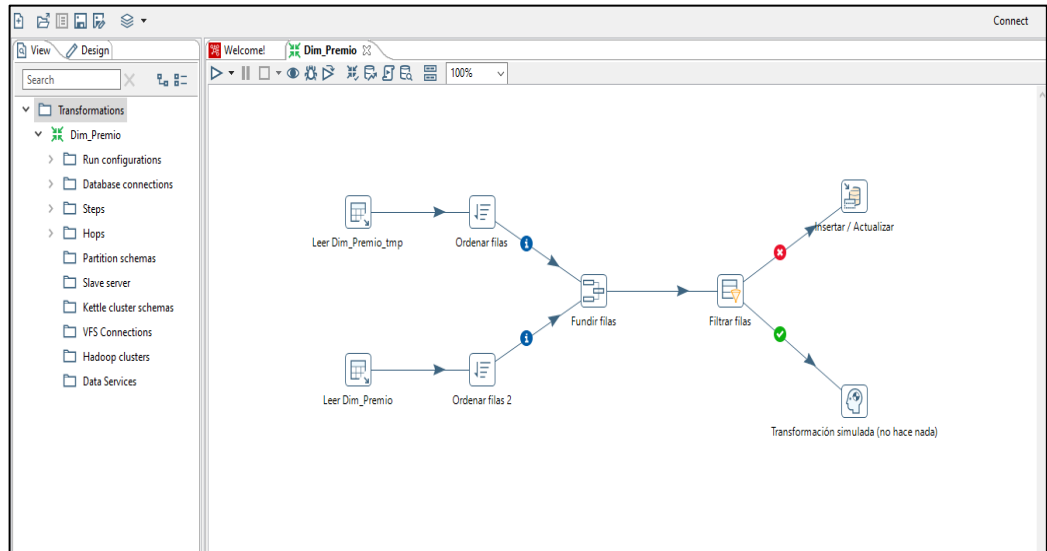 Connect
View
Design
Welcome!
Dim_Premio
Search
100%
Transformations
Dim_Premio
Run configurations
Database connections
Steps
Hops
Partition schemas
Slave server
Kettle cluster schemas
VFS Connections
Hadoop clusters
Data Services
Leer Dim_Premio_tmp
Ordenar filas
Insertar / Actualizar
Fundir filas
Filtrar filas
Leer Dim_Premio
Ordenar filas 2
Transformación simulada (no hace nada)